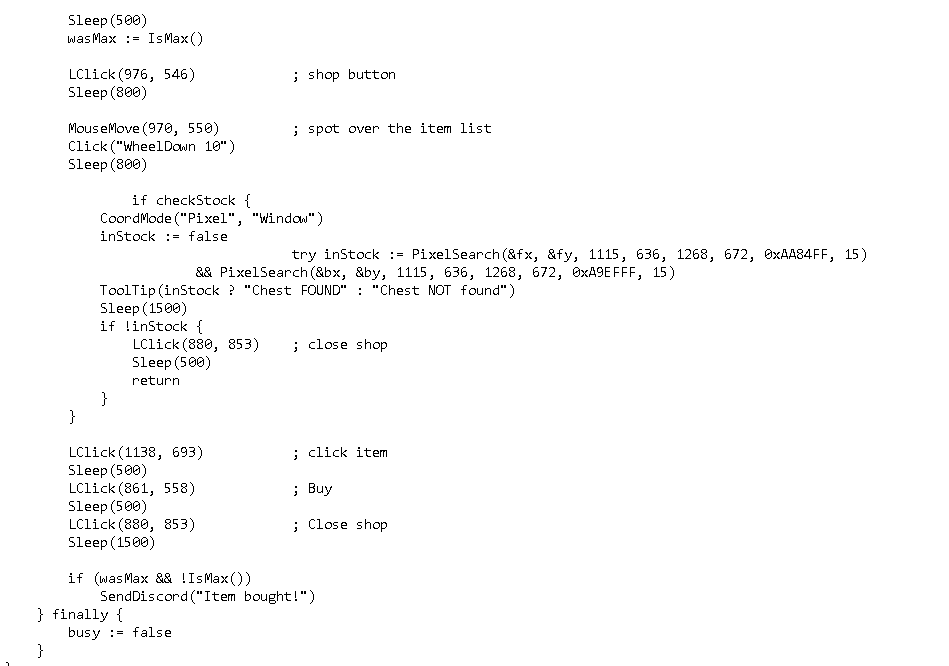 Sleep(500)
wasMax := IsMax()
LClick(976, 546) ; shop button
Sleep(800)
MouseMove(970, 550) ; spot over the item list
Click("WheelDown 10")
Sleep(800)
if checkStock {
CoordMode("Pixel", "Window")
inStock := false
try inStock := PixelSearch(&fx, &fy, 1115, 636, 1268, 672, 0xAA84FF, 15)
&& PixelSearch(&bx, &by, 1115, 636, 1268, 672, 0xA9EFFF, 15)
ToolTip(inStock ? "Chest FOUND" : "Chest NOT found")
Sleep(1500)
if !inStock {
LClick(880, 853) ; close shop
Sleep(500)
return
}
}
LClick(1138, 693) ; click item
Sleep(500)
LClick(861, 558) ; Buy
Sleep(500)
LClick(880, 853) ; Close shop
Sleep(1500)
if (wasMax && !IsMax())
SendDiscord("Item bought!")
} finally {
busy := false
}